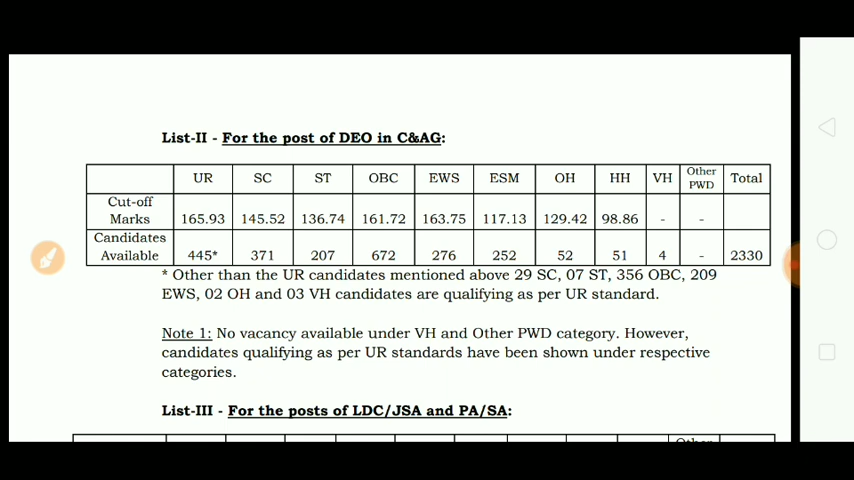 List-II - For the post of DEO in C&AG:
UR SC ST OBC EWS ESM OH HH VH Other PWD Total
Cut-off Marks 165.93 145.52 136.74 161.72 163.75 117.13 129.42 98.86 - -
Candidates Available 445* 371 207 672 276 252 52 51 4 - 2330
* Other than the UR candidates mentioned above 29 SC, 07 ST, 356 OBC, 209
EWS, 02 OH and 03 VH candidates are qualifying as per UR standard.
Note 1: No vacancy available under VH and Other PWD category. However,
candidates qualifying as per UR standards have been shown under respective
categories.
List-III - For the posts of LDC/JSA and PA/SA:
Other